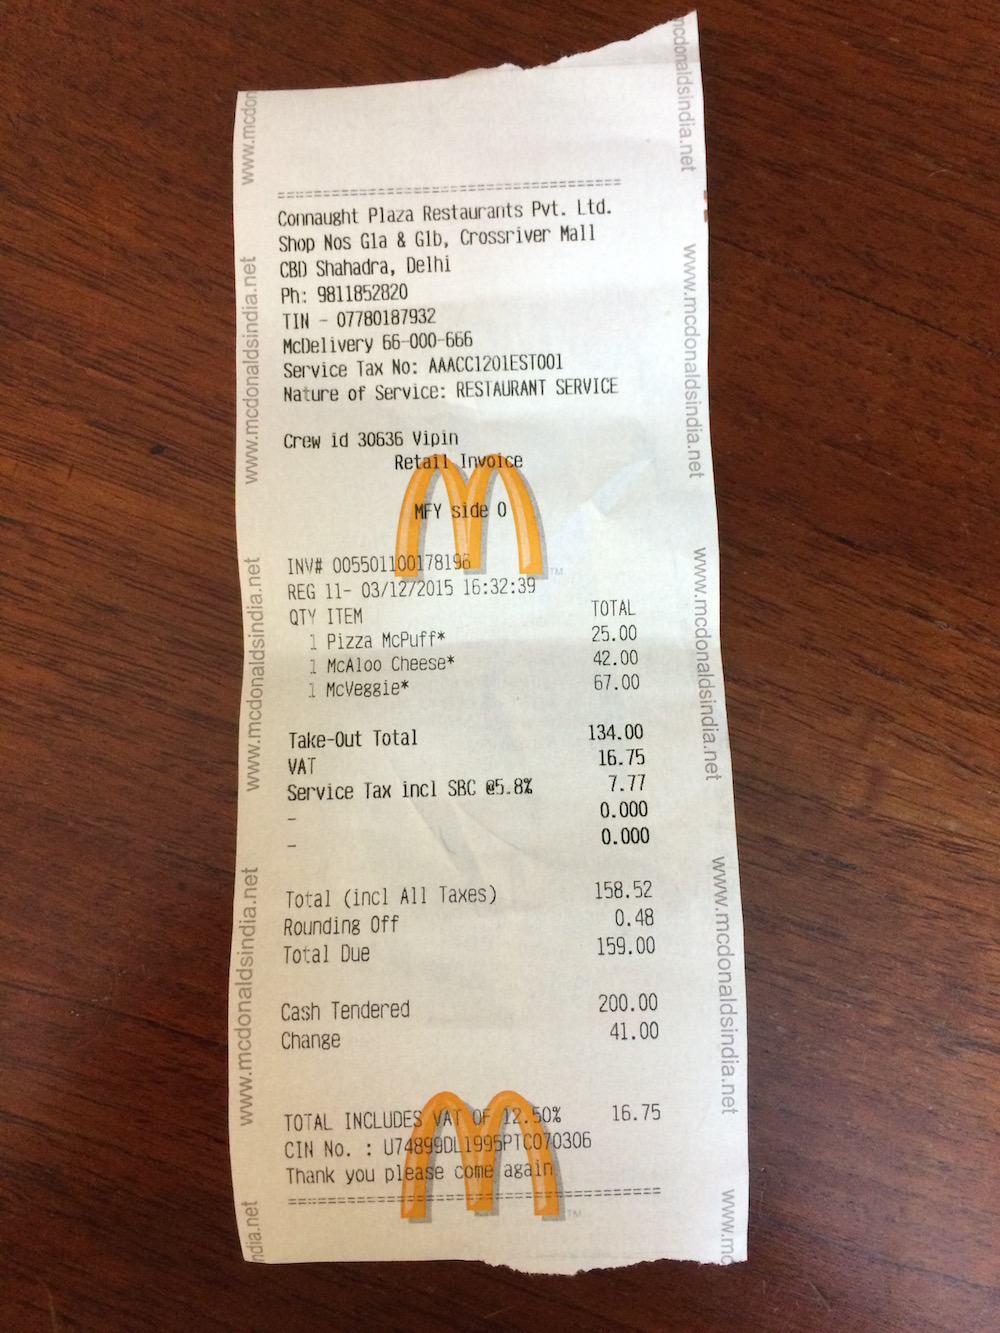 =============================================
Connaught Plaza Restaurants Pvt. Ltd.
Shop Nos G1a & G1b, Crossriver Mall
CBD Shahadra, Delhi
Ph: 9811852820
TIN - 07780187932
McDelivery 66-000-666
Service Tax No: AAACC1201EST001
Nature of Service: RESTAURANT SERVICE
Crew id 30636 Vipin
Retail Invoice
MFY side 0
TM
INV# 005501100178196
REG 11- 03/12/2015 16:32:39
QTY ITEM TOTAL
1 Pizza McPuff* 25.00
1 McAloo Cheese* 42.00
1 McVeggie* 67.00
Take-Out Total 134.00
VAT 16.75
Service Tax incl SBC @5.8% 7.77
- 0.000
- 0.000
Total (incl All Taxes) 158.52
Rounding Off 0.48
Total Due 159.00
Cash Tendered 200.00
Change 41.00
TOTAL INCLUDES VAT OF 12.50% 16.75
CIN No. : U74899DL1995PTC070306
Thank you please come again
TM
=============================================
www.mcdon
www.mcdonaldsindia.net
www.mcdonaldsindia.net
www.mcdonaldsindia.net
ndia.net
mcdonaldsindia.net
www.mcdonaldsindia.net
www.mcdonaldsindia.net
www.mcdonaldsindia.net
www.mc